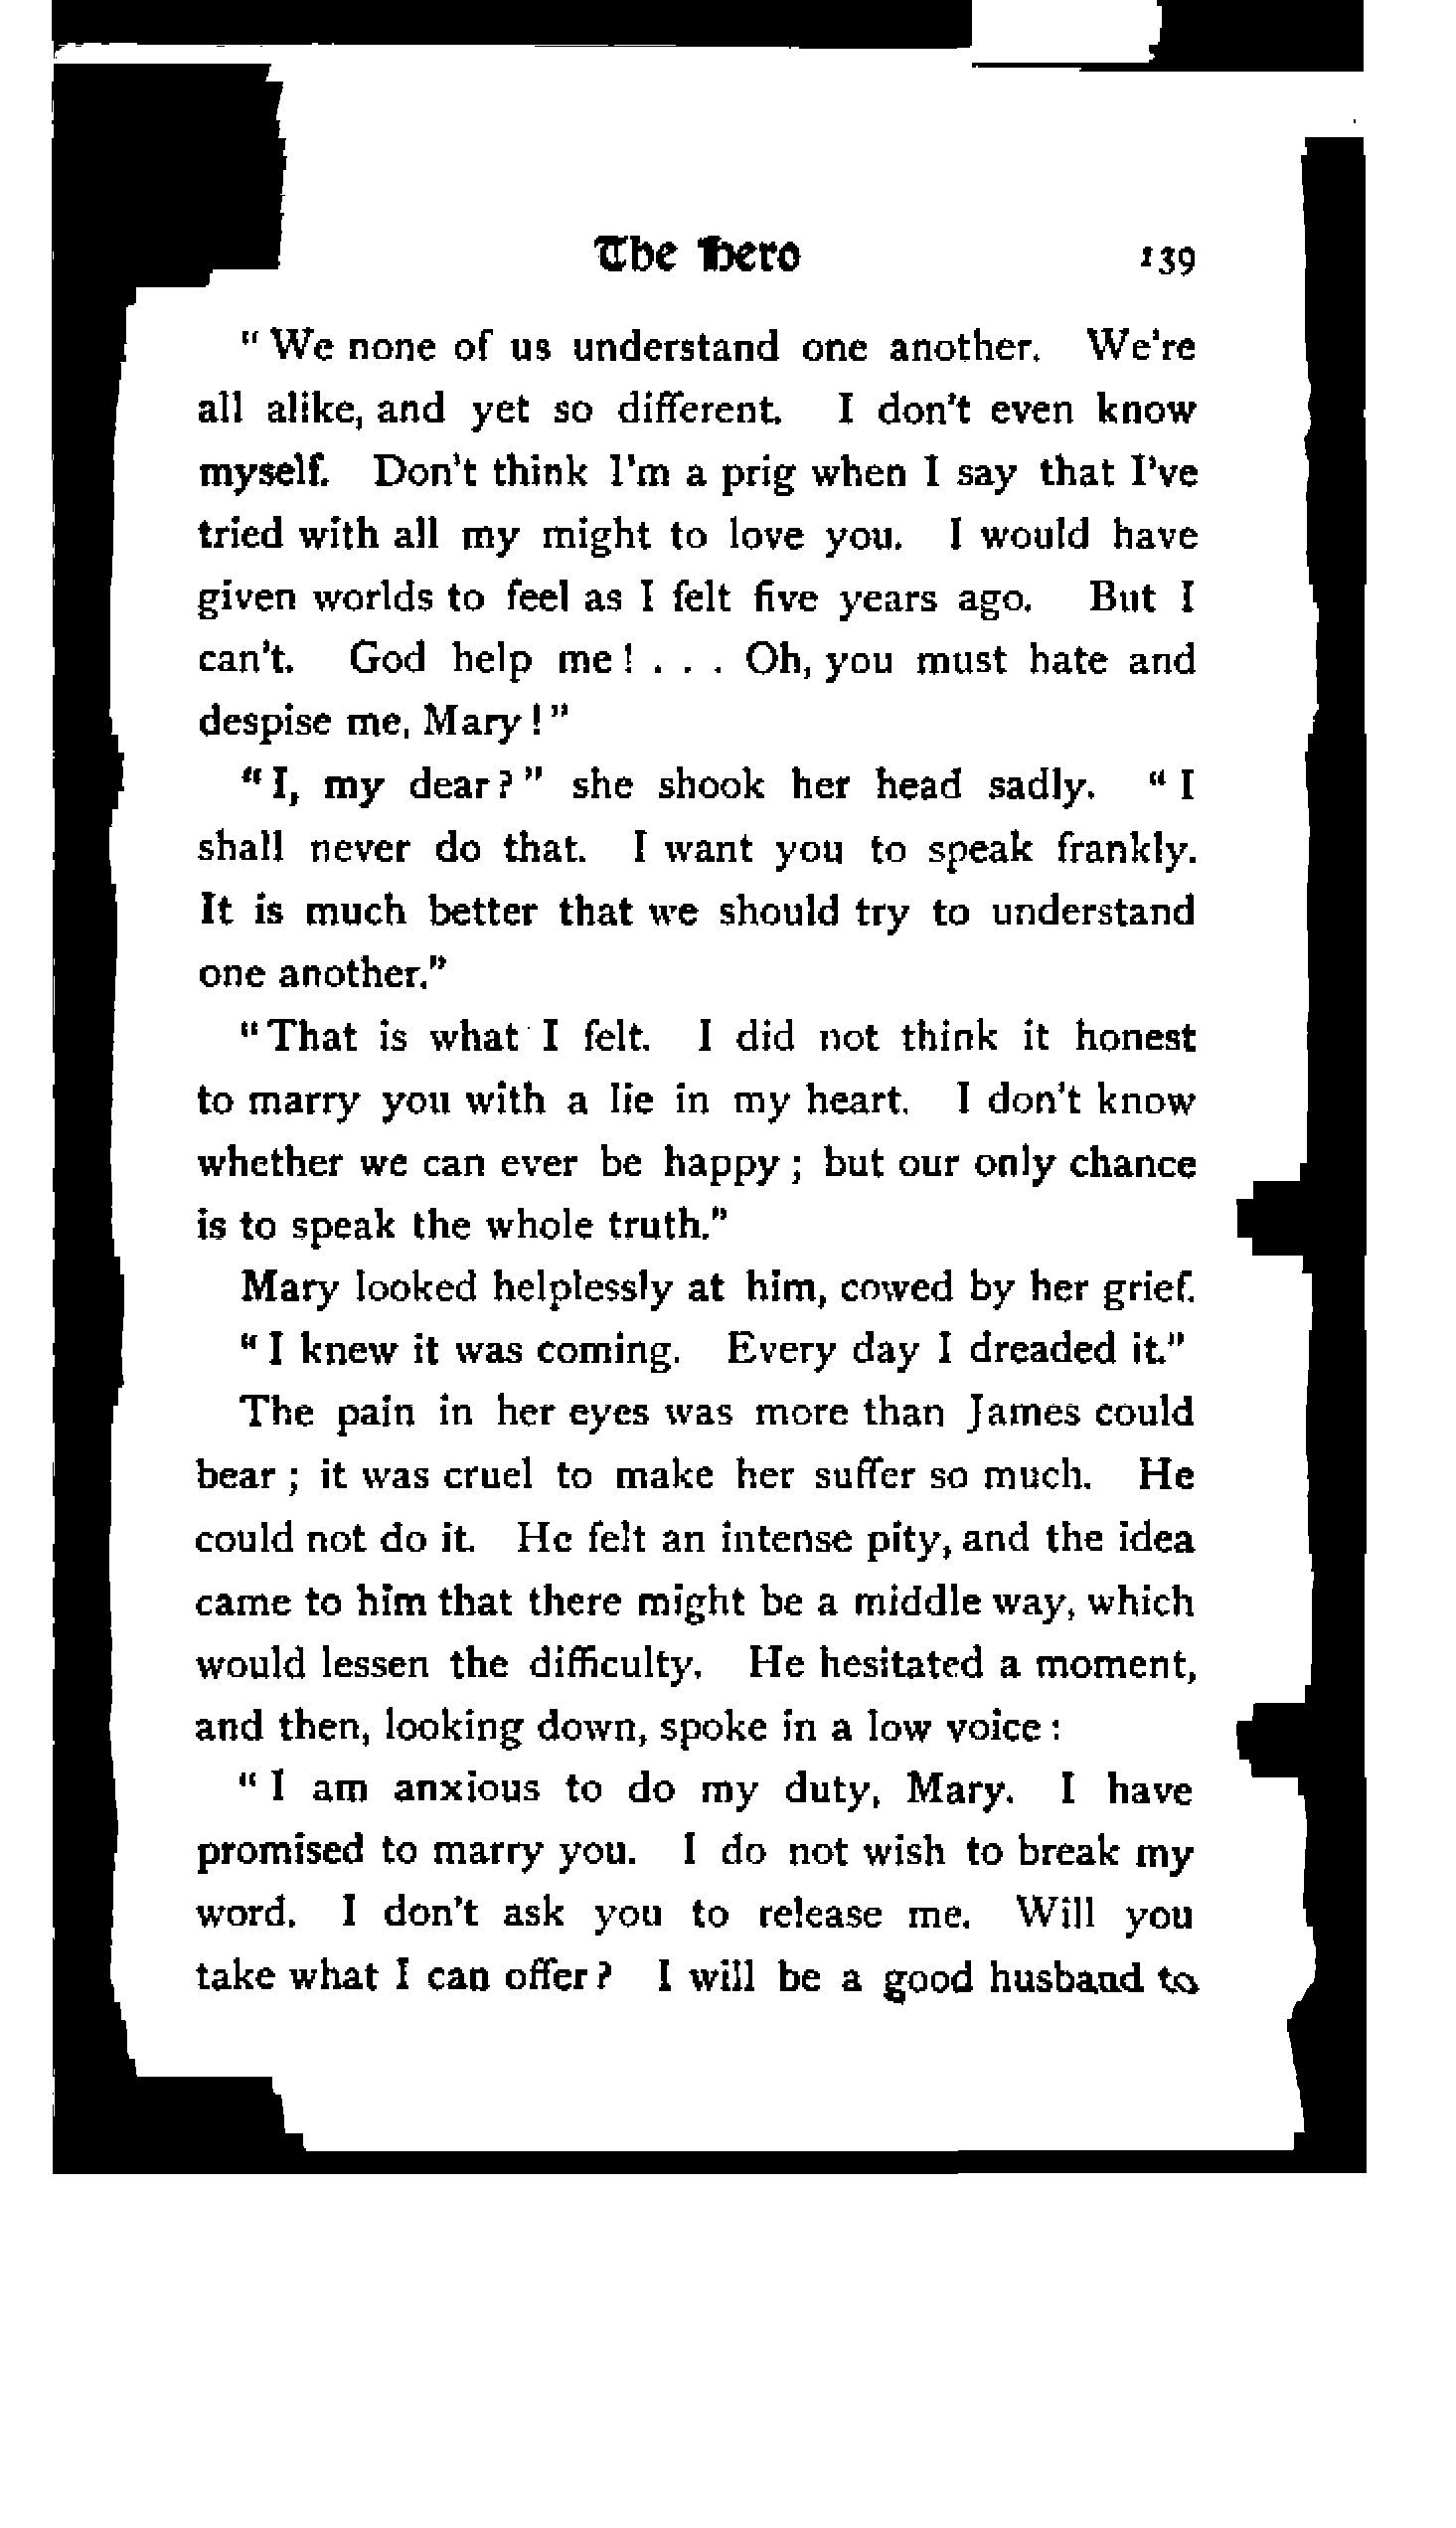 The Hero 139
" We none of us understand one another. We're
all alike, and yet so different. I don't even know
myself. Don't think I'm a prig when I say that I've
tried with all my might to love you. I would have
given worlds to feel as I felt five years ago. But I
can't. God help me! . . . Oh, you must hate and
despise me, Mary!"
"I, my dear?" she shook her head sadly. "I
shall never do that. I want you to speak frankly.
It is much better that we should try to understand
one another."
"That is what I felt. I did not think it honest
to marry you with a lie in my heart. I don't know
whether we can ever be happy; but our only chance
is to speak the whole truth."
Mary looked helplessly at him, cowed by her grief.
"I knew it was coming. Every day I dreaded it."
The pain in her eyes was more than James could
bear; it was cruel to make her suffer so much. He
could not do it. He felt an intense pity, and the idea
came to him that there might be a middle way, which
would lessen the difficulty. He hesitated a moment,
and then, looking down, spoke in a low voice:
"I am anxious to do my duty, Mary. I have
promised to marry you. I do not wish to break my
word. I don't ask you to release me. Will you
take what I can offer? I will be a good husband to